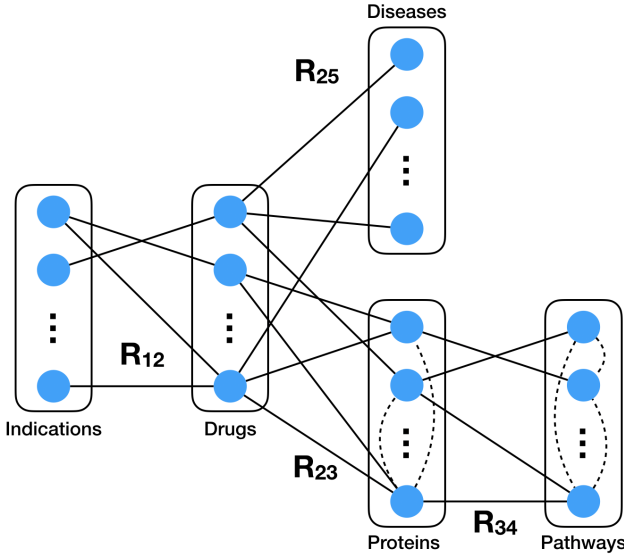 Diseases
R25
R12
Indications
Drugs
R23
R34
Proteins
Pathways